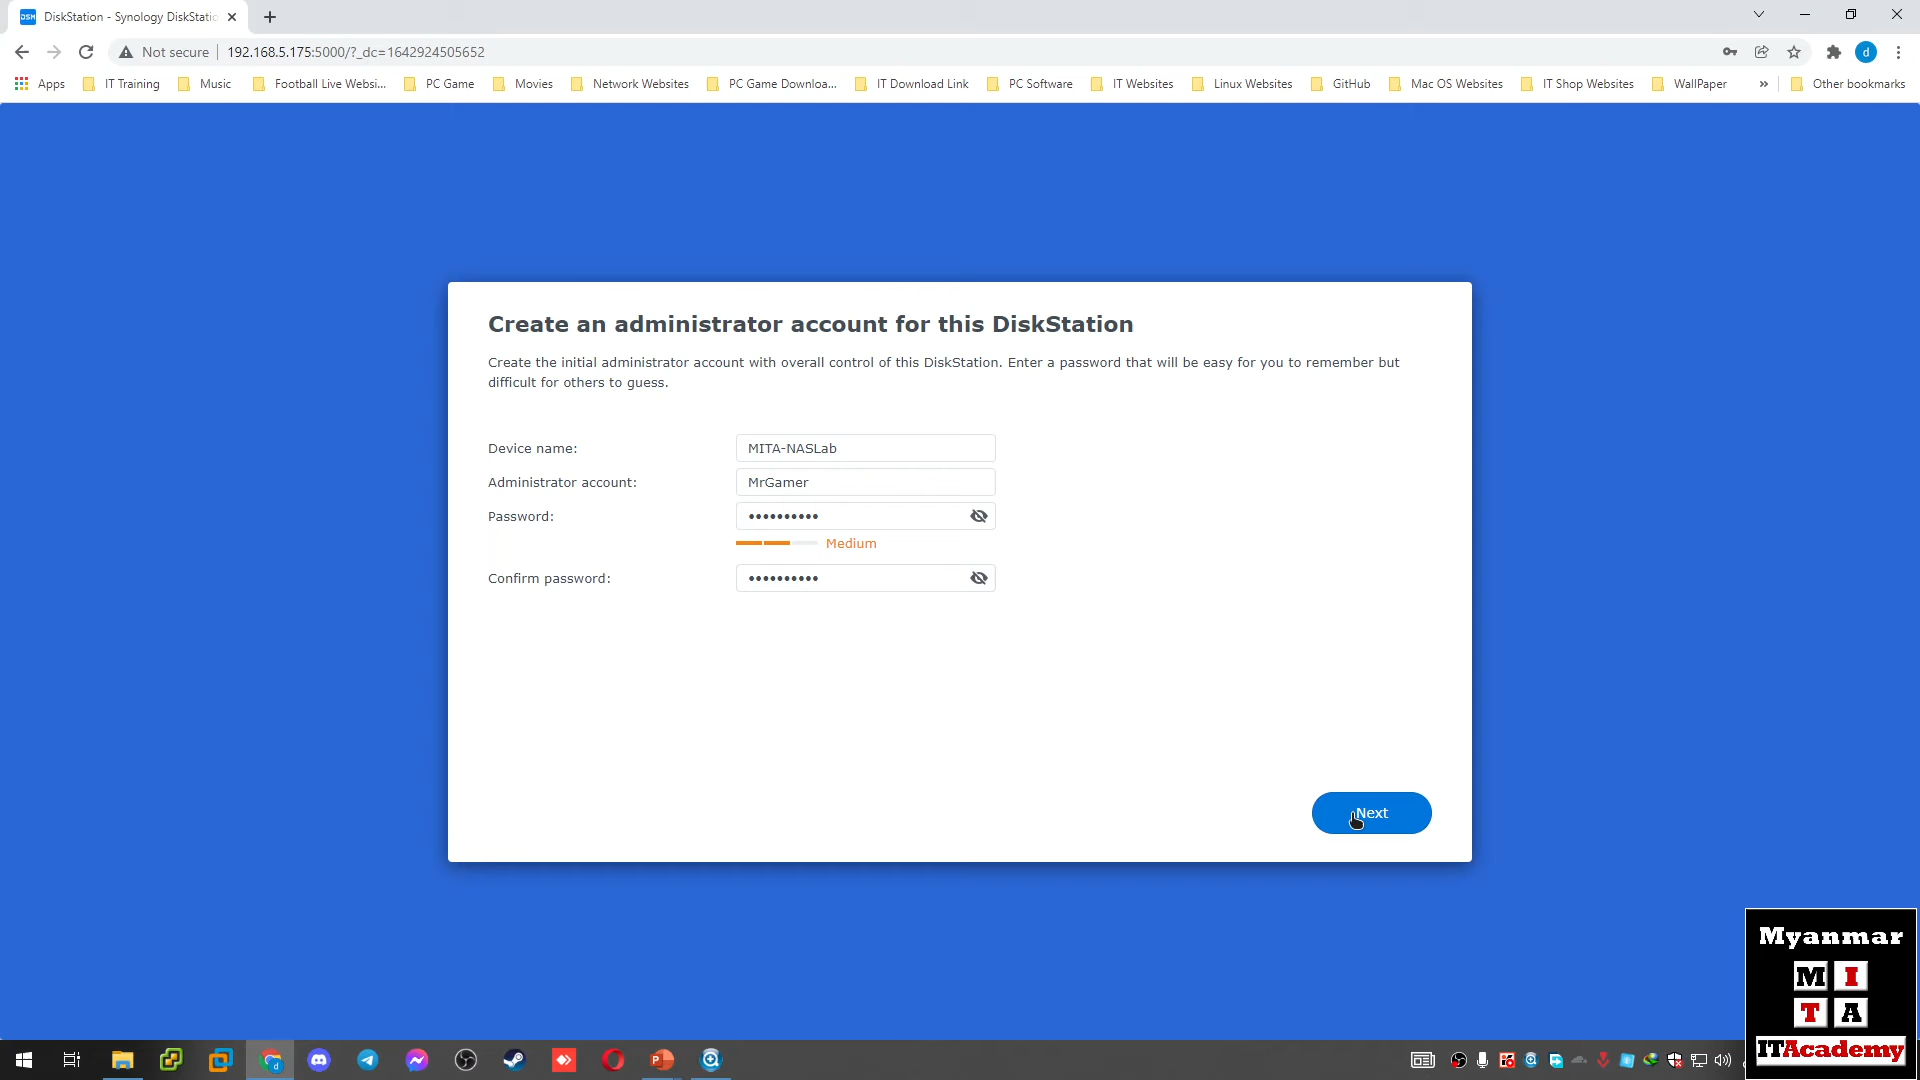 DiskStation - Synology DiskStatio
Not secure
192.168.5.175:5000/?_dc=1642924505652
d
Apps
IT Training
Music
Football Live Websi...
PC Game
Movies
Network Websites
PC Game Downloa...
IT Download Link
PC Software
IT Websites
Linux Websites
GitHub
Mac OS Websites
IT Shop Websites
WallPaper
»
Other bookmarks
Create an administrator account for this DiskStation
Create the initial administrator account with overall control of this DiskStation. Enter a password that will be easy for you to remember but
difficult for others to guess.
Device name:
MITA-NASLab
Administrator account:
MrGamer
Password:
••••••••••
Medium
Confirm password:
••••••••••
Next
Myanmar
M I
T A
ITAcademy